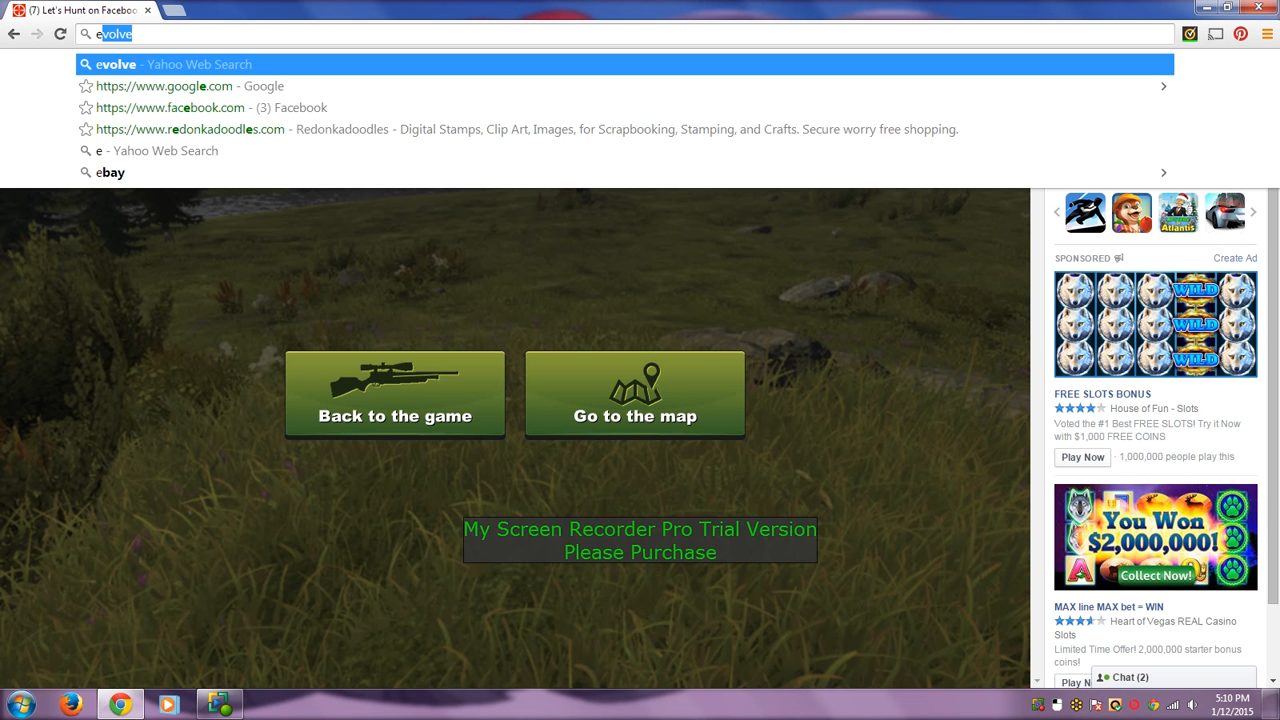 (7) Let's Hunt on Faceboo
evolve
evolve - Yahoo Web Search
https://www.google.com - Google
https://www.facebook.com - (3) Facebook
https://www.redonkadoodles.com - Redonkadoodles - Digital Stamps, Clip Art, Images, for Scrapbooking, Stamping, and Crafts. Secure worry free shopping.
e - Yahoo Web Search
ebay
Atlantis
SPONSORED
Create Ad
WILD
WILD
WILD
FREE SLOTS BONUS
House of Fun - Slots
Voted the #1 Best FREE SLOTS! Try it Now
with $1,000 FREE COINS
Play Now · 1,000,000 people play this
Back to the game
Go to the map
You Won
$2,000,000!
Collect Now!
My Screen Recorder Pro Trial Version
Please Purchase
MAX line MAX bet = WIN
Heart of Vegas REAL Casino
Slots
Limited Time Offer! 2,000,000 starter bonus
coins!
Play N
Chat (2)
5:10 PM
1/12/2015